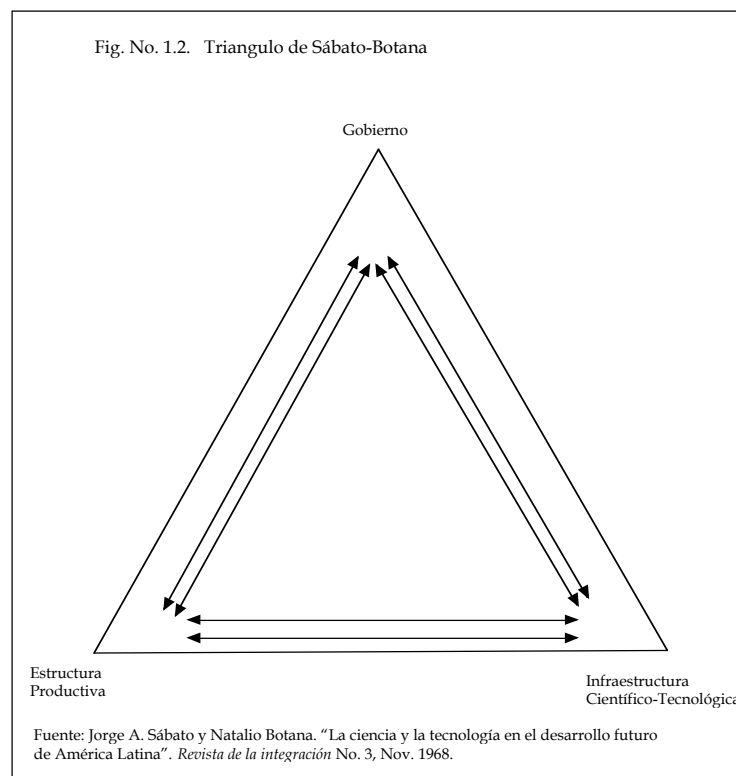 Fig. No. 1.2. Triangulo de Sábato-Botana
Gobierno
Estructura
Productiva
Infraestructura
Científico-Tecnológica
Fuente: Jorge A. Sábato y Natalio Botana. “La ciencia y la tecnología en el desarrollo futuro
de América Latina”. Revista de la integración No. 3, Nov. 1968.